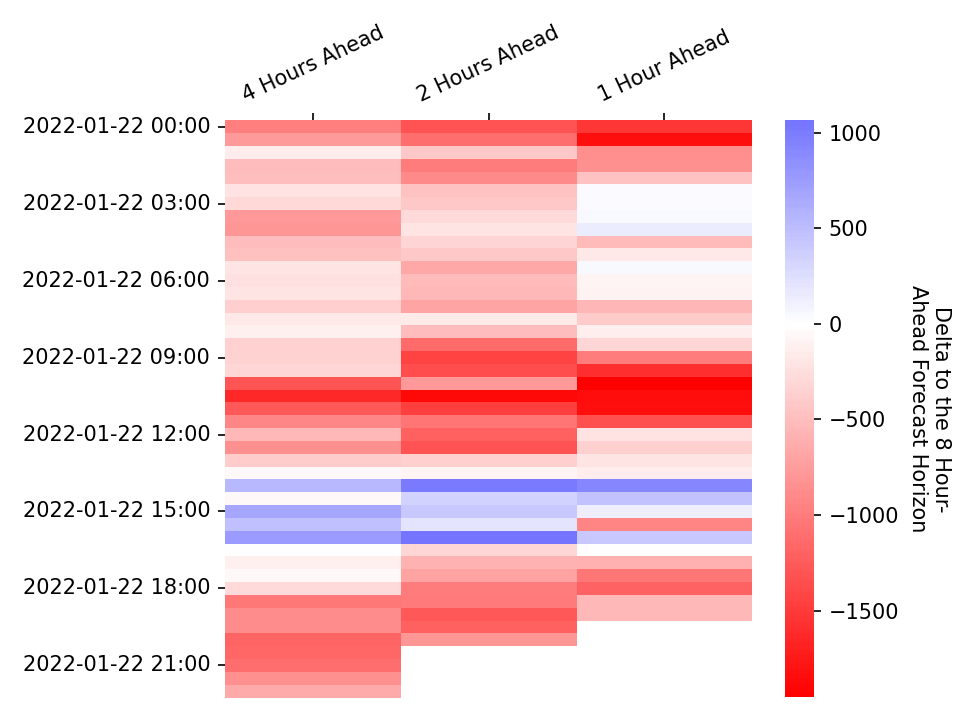 4 Hours Ahead
2 Hours Ahead
1 Hour Ahead
2022-01-22 00:00
2022-01-22 03:00
2022-01-22 06:00
2022-01-22 09:00
2022-01-22 12:00
2022-01-22 15:00
2022-01-22 18:00
2022-01-22 21:00
1000
500
0
−500
−1000
−1500
Delta to the 8 Hour-
Ahead Forecast Horizon